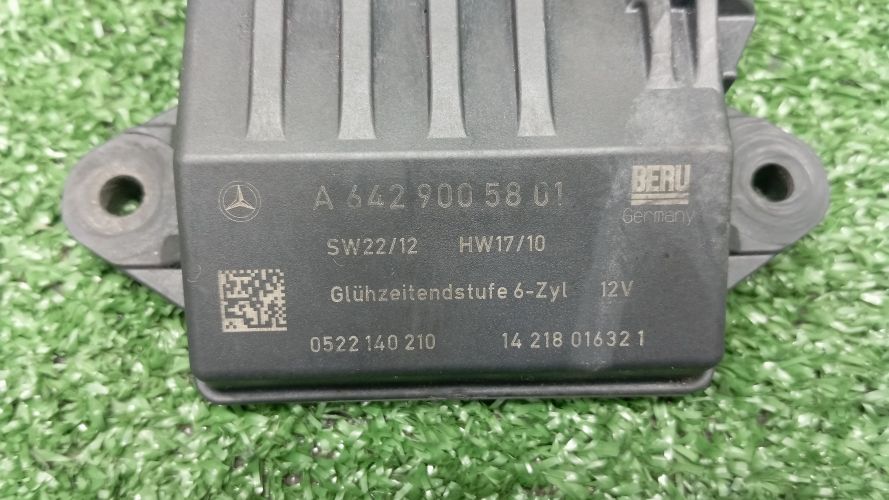 A 642 900 58 01
BERU
Germany
SW22/12 HW17/10
Glühzeitendstufe 6-Zyl 12V
0522 140 210 14 218 01632 1